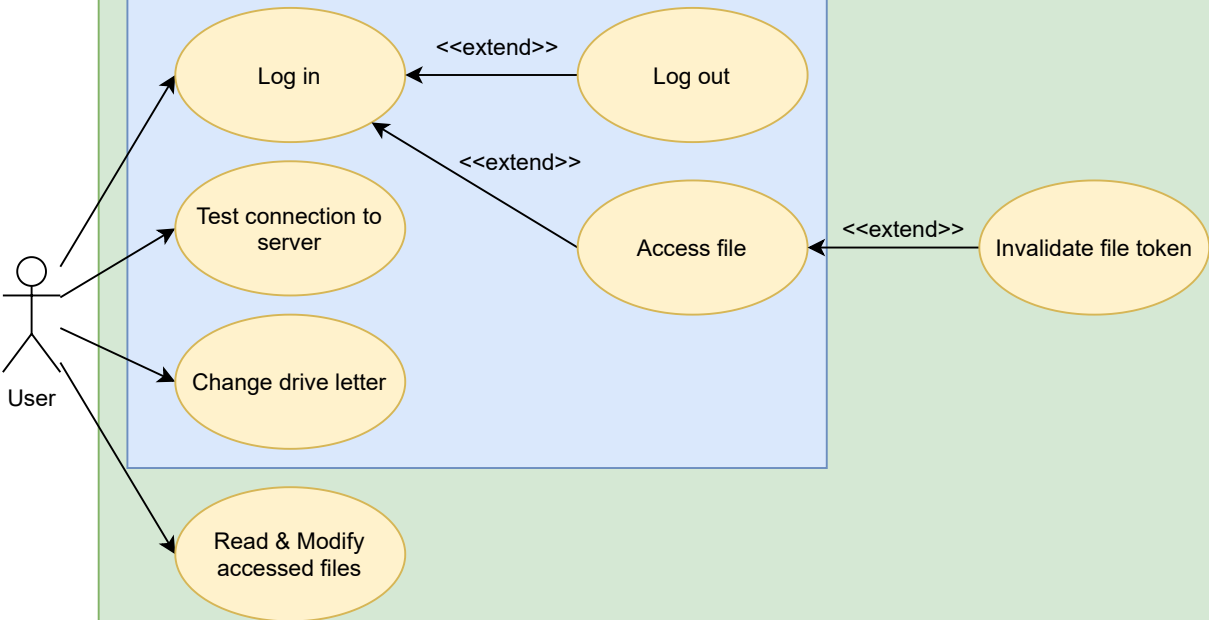 Log in
<<extend>>
Log out
<<extend>>
Test connection to
server
Access file
<<extend>>
Invalidate file token
User
Change drive letter
Read & Modify
accessed files